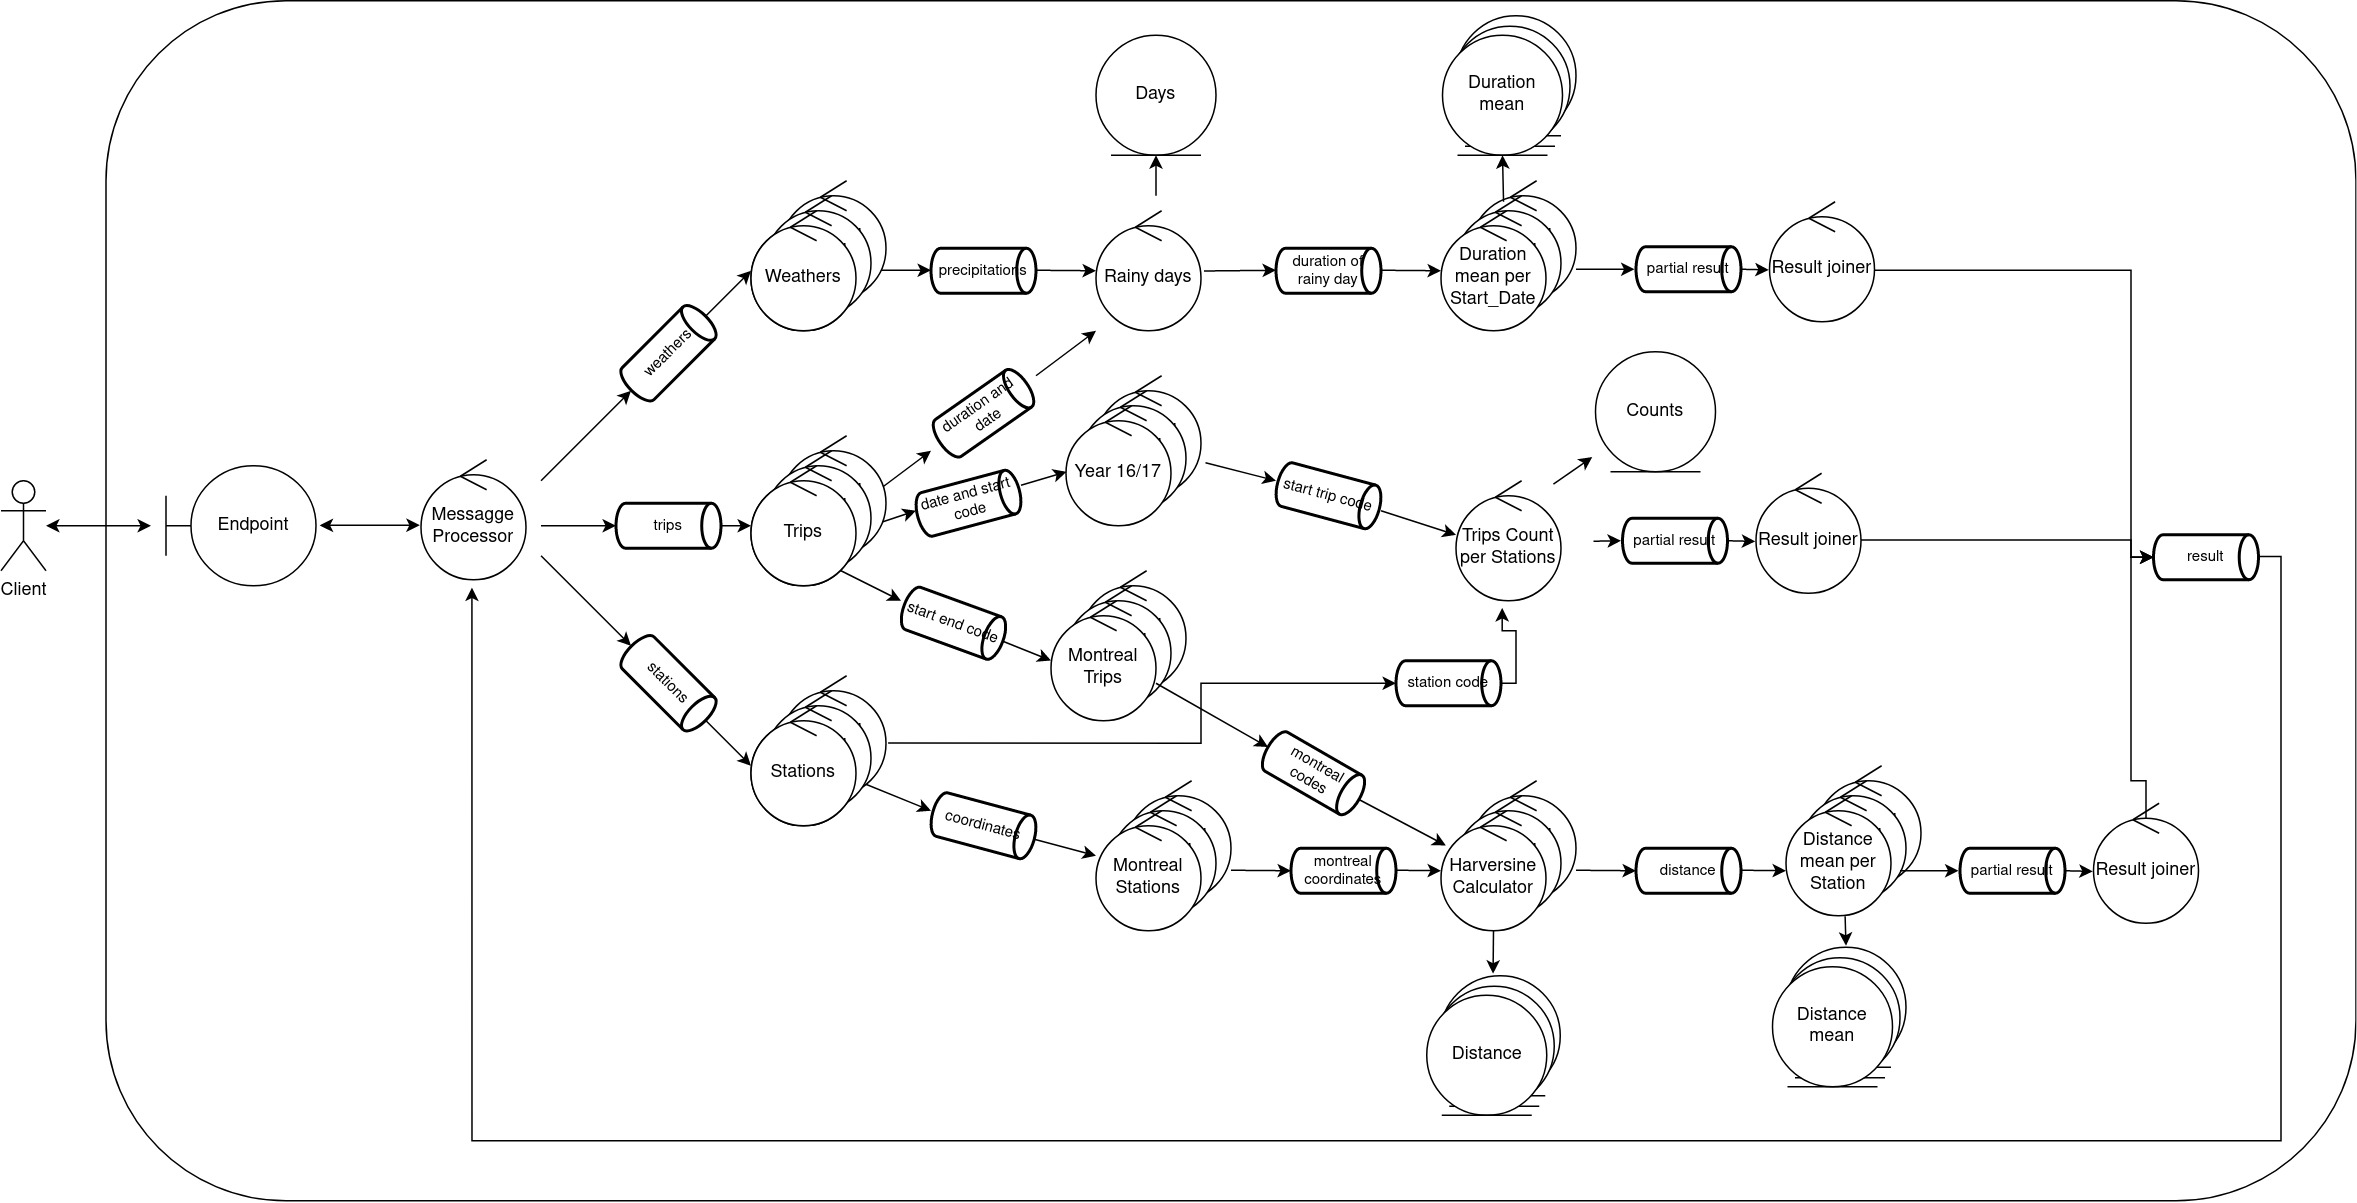 Days
Duration
mean
Weathers
precipitations
Rainy days
duration of
rainy day
Duration
mean per
Start_Date
partial result
Result joiner
weathers
duration and
date
Counts
Client
Endpoint
Messagge
Processor
trips
Trips
date and start
code
Year 16/17
start trip code
Trips Count
per Stations
partial result
Result joiner
result
start end code
Montreal
Trips
station code
stations
Stations
montreal
codes
coordinates
Montreal
Stations
montreal
coordinates
Harversine
Calculator
distance
Distance
mean per
Station
partial result
Result joiner
Distance
Distance
mean